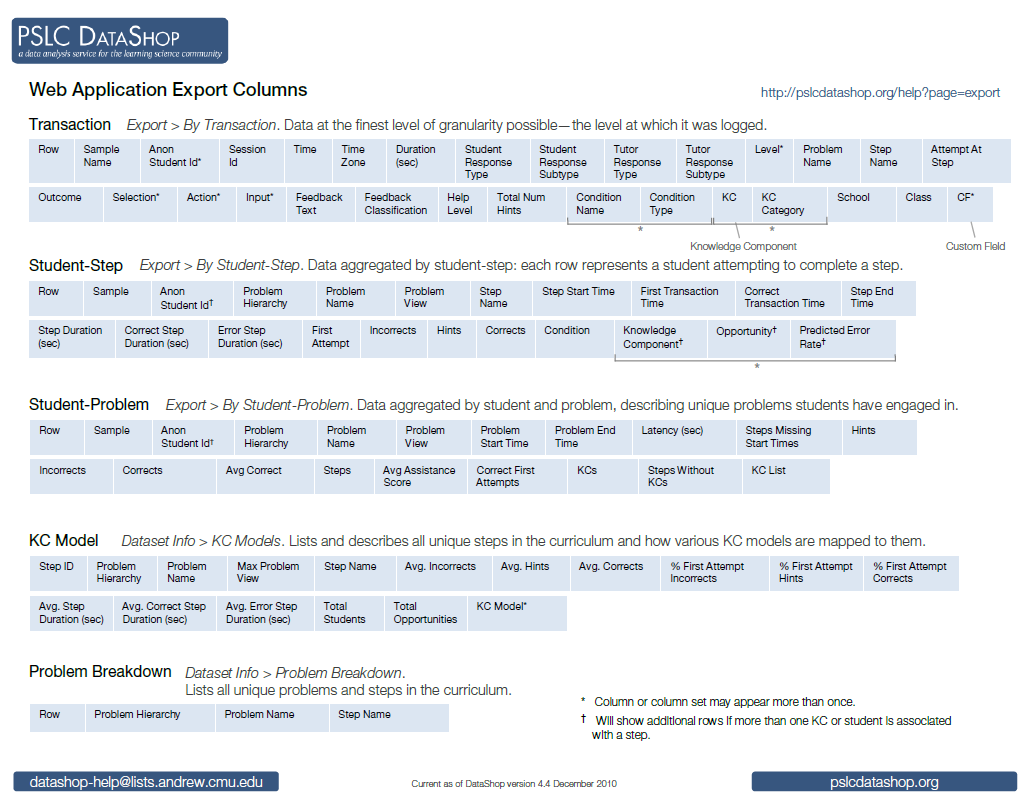 PSLC DATASHOP
a data analysis service for the learning science community
Web Application Export Columns
http://pslcdatashop.org/help?page=export
Transaction Export > By Transaction. Data at the finest level of granularity possible—the level at which it was logged.
Row
Sample
Name
Anon
Student Id*
Session
Id
Time
Time
Zone
Duration
(sec)
Student
Response
Type
Student
Response
Subtype
Tutor
Response
Type
Tutor
Response
Subtype
Level*
Problem
Name
Step
Name
Attempt At
Step
Outcome
Selection*
Action*
Input*
Feedback
Text
Feedback
Classification
Help
Level
Total Num
Hints
Condition
Name
Condition
Type
KC
KC
Category
School
Class
CF*
*
*
Knowledge Component
Custom Field
Student-Step Export > By Student-Step. Data aggregated by student-step: each row represents a student attempting to complete a step.
Row
Sample
Anon
Student Id†
Problem
Hierarchy
Problem
Name
Problem
View
Step
Name
Step Start Time
First Transaction
Time
Correct
Transaction Time
Step End
Time
Step Duration
(sec)
Correct Step
Duration (sec)
Error Step
Duration (sec)
First
Attempt
Incorrects
Hints
Corrects
Condition
Knowledge
Component†
Opportunity†
Predicted Error
Rate†
*
Student-Problem Export > By Student-Problem. Data aggregated by student and problem, describing unique problems students have engaged in.
Row
Sample
Anon
Student Id†
Problem
Hierarchy
Problem
Name
Problem
View
Problem
Start Time
Problem End
Time
Latency (sec)
Steps Missing
Start Times
Hints
Incorrects
Corrects
Avg Correct
Steps
Avg Assistance
Score
Correct First
Attempts
KCs
Steps Without
KCs
KC List
KC Model Dataset Info > KC Models. Lists and describes all unique steps in the curriculum and how various KC models are mapped to them.
Step ID
Problem
Hierarchy
Problem
Name
Max Problem
View
Step Name
Avg. Incorrects
Avg. Hints
Avg. Corrects
% First Attempt
Incorrects
% First Attempt
Hints
% First Attempt
Corrects
Avg. Step
Duration (sec)
Avg. Correct Step
Duration (sec)
Avg. Error Step
Duration (sec)
Total
Students
Total
Opportunities
KC Model*
Problem Breakdown Dataset Info > Problem Breakdown.
Lists all unique problems and steps in the curriculum.
Row
Problem Hierarchy
Problem Name
Step Name
* Column or column set may appear more than once.
† Will show additional rows if more than one KC or student is associated
with a step.
datashop-help@lists.andrew.cmu.edu
Current as of DataShop version 4.4 December 2010
pslcdatashop.org